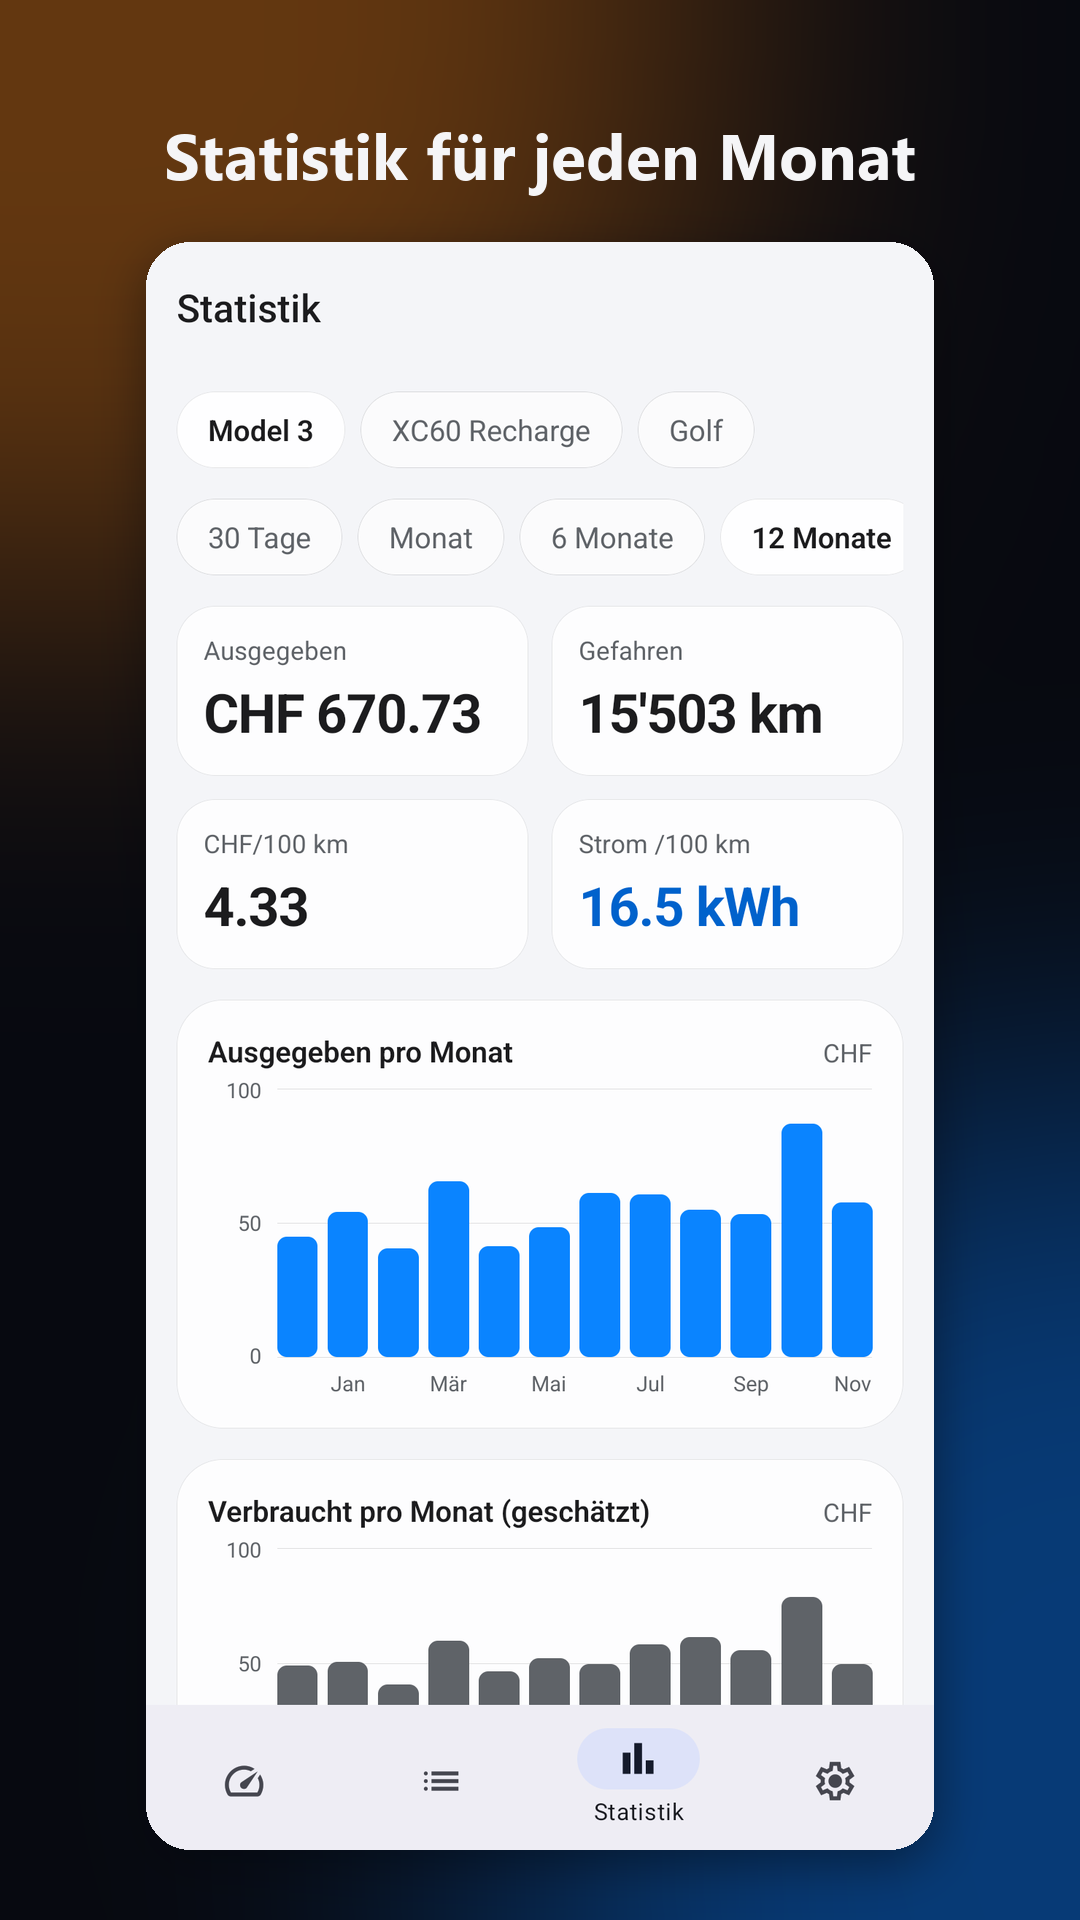 Statistik für jeden Monat
Statistik
Model 3 XC60 Recharge Golf
30 Tage Monat 6 Monate 12 Monate
Ausgegeben Gefahren
CHF 670.73 15'503 km
CHF/100 km Strom /100 km
4.33 16.5 kWh
Ausgegeben pro Monat CHF
100
50
0
Jan Mär Mai Jul Sep Nov
Verbraucht pro Monat (geschätzt) CHF
100
50
Statistik